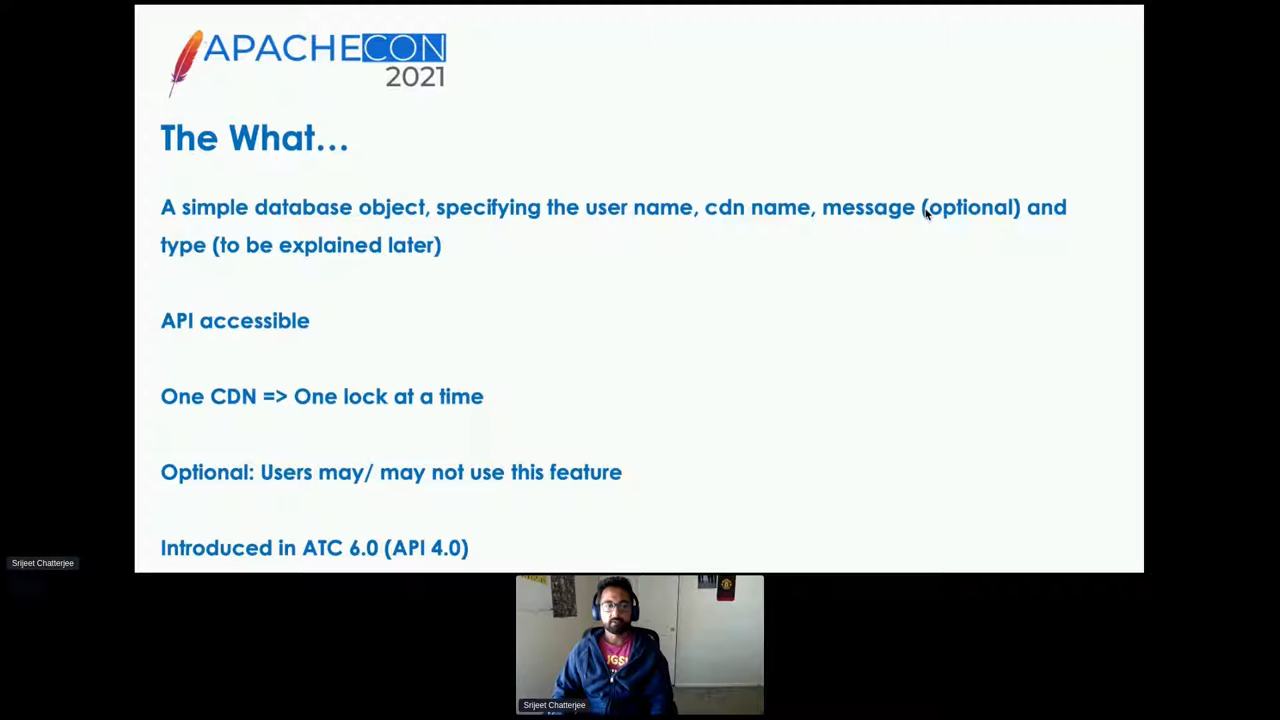 APACHECON
2021
The What...
A simple database object, specifying the user name, cdn name, message (optional) and
type (to be explained later)
API accessible
One CDN => One lock at a time
Optional: Users may/ may not use this feature
Introduced in ATC 6.0 (API 4.0)
Srijeet Chatterjee
Srijeet Chatterjee